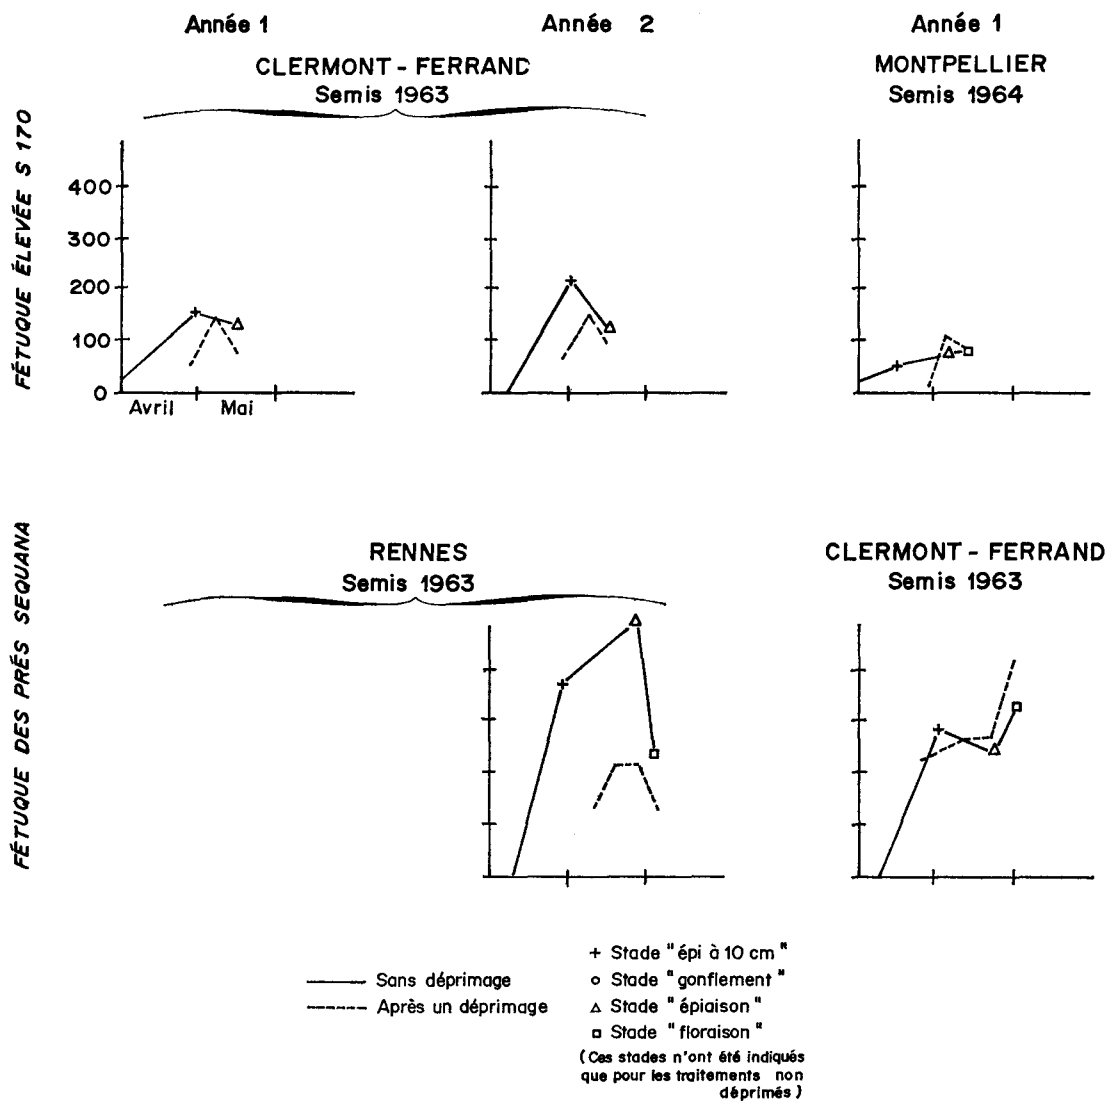 Année 1
Année 2
Année 1
CLERMONT - FERRAND
Semis 1963
MONTPELLIER
Semis 1964
FÉTUQUE ÉLEVÉE S 170
400
300
200
100
0
Avril Mai
RENNES
Semis 1963
CLERMONT - FERRAND
Semis 1963
FÉTUQUE DES PRÉS SEQUANA
Sans déprimage
Après un déprimage
+ Stade " épi à 10 cm "
○ Stade " gonflement "
△ Stade " épiaison "
□ Stade " floraison "
( Ces stades n'ont été indiqués
que pour les traitements non
déprimés )